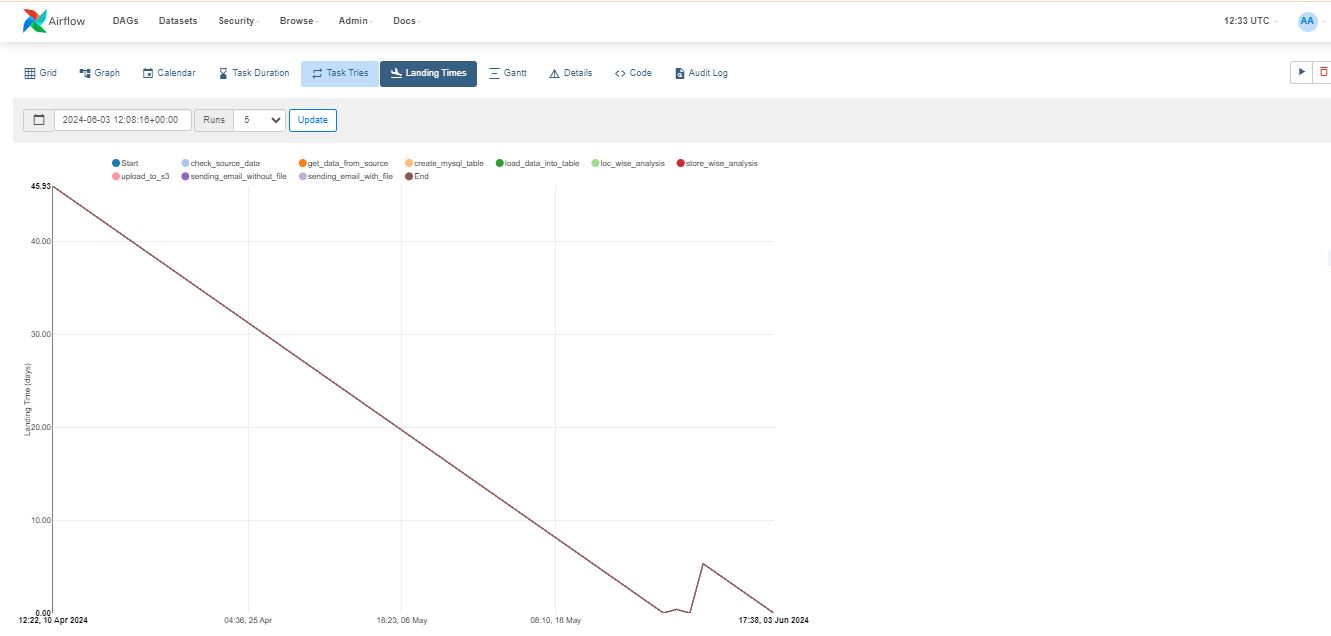 Airflow DAGs Datasets Security Browse Admin Docs 12:33 UTC AA
Grid Graph Calendar Task Duration Task Tries Landing Times Gantt Details Code Audit Log
2024-06-03 12:08:16+00:00 Runs 5 Update
Start check_source_data get_data_from_source create_mysql_table load_data_into_table loc_wise_analysis store_wise_analysis
upload_to_s3 sending_email_without_file sending_email_with_file End
45.93
40.00
30.00
Landing Time (days)
20.00
10.00
0.00
12:22, 10 Apr 2024 04:36, 25 Apr 18:23, 06 May 08:10, 18 May 17:38, 03 Jun 2024